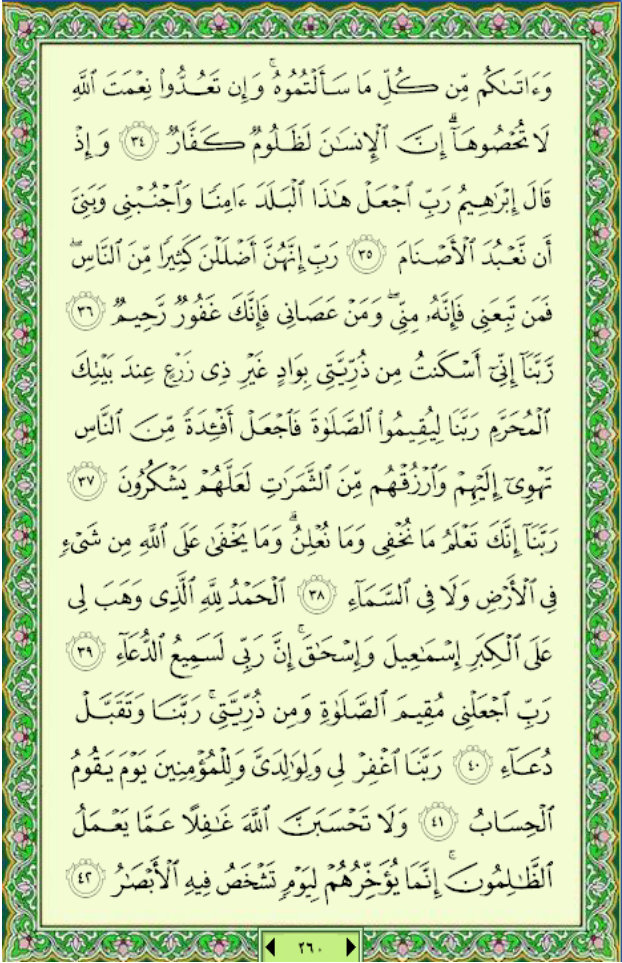 وَءَاتَىٰكُم مِّن كُلِّ مَا سَأَلْتُمُوهُ ۚ وَإِن تَعُدُّوا۟ نِعْمَتَ ٱللَّهِ
لَا تُحْصُوهَآ ۗ إِنَّ ٱلْإِنسَـٰنَ لَظَلُومٌ كَفَّارٌ ٣٤ وَإِذْ
قَالَ إِبْرَٰهِيمُ رَبِّ ٱجْعَلْ هَـٰذَا ٱلْبَلَدَ ءَامِنًا وَٱجْنُبْنِى وَبَنِىَّ
أَن نَّعْبُدَ ٱلْأَصْنَامَ ٣٥ رَبِّ إِنَّهُنَّ أَضْلَلْنَ كَثِيرًا مِّنَ ٱلنَّاسِ ۖ
فَمَن تَبِعَنِى فَإِنَّهُۥ مِنِّى ۖ وَمَنْ عَصَانِى فَإِنَّكَ غَفُورٌ رَّحِيمٌ ٣٦
رَّبَّنَآ إِنِّىٓ أَسْكَنتُ مِن ذُرِّيَّتِى بِوَادٍ غَيْرِ ذِى زَرْعٍ عِندَ بَيْتِكَ
ٱلْمُحَرَّمِ رَبَّنَا لِيُقِيمُوا۟ ٱلصَّلَوٰةَ فَٱجْعَلْ أَفْـِٔدَةً مِّنَ ٱلنَّاسِ
تَهْوِىٓ إِلَيْهِمْ وَٱرْزُقْهُم مِّنَ ٱلثَّمَرَٰتِ لَعَلَّهُمْ يَشْكُرُونَ ٣٧
رَبَّنَآ إِنَّكَ تَعْلَمُ مَا نُخْفِى وَمَا نُعْلِنُ ۗ وَمَا يَخْفَىٰ عَلَى ٱللَّهِ مِن شَىْءٍ
فِى ٱلْأَرْضِ وَلَا فِى ٱلسَّمَآءِ ٣٨ ٱلْحَمْدُ لِلَّهِ ٱلَّذِى وَهَبَ لِى
عَلَى ٱلْكِبَرِ إِسْمَـٰعِيلَ وَإِسْحَـٰقَ ۚ إِنَّ رَبِّى لَسَمِيعُ ٱلدُّعَآءِ ٣٩
رَبِّ ٱجْعَلْنِى مُقِيمَ ٱلصَّلَوٰةِ وَمِن ذُرِّيَّتِى ۚ رَبَّنَا وَتَقَبَّلْ
دُعَآءِ ٤٠ رَبَّنَا ٱغْفِرْ لِى وَلِوَٰلِدَىَّ وَلِلْمُؤْمِنِينَ يَوْمَ يَقُومُ
ٱلْحِسَابُ ٤١ وَلَا تَحْسَبَنَّ ٱللَّهَ غَـٰفِلًا عَمَّا يَعْمَلُ
ٱلظَّـٰلِمُونَ ۚ إِنَّمَا يُؤَخِّرُهُمْ لِيَوْمٍ تَشْخَصُ فِيهِ ٱلْأَبْصَـٰرُ ٤٢
٢٦٠